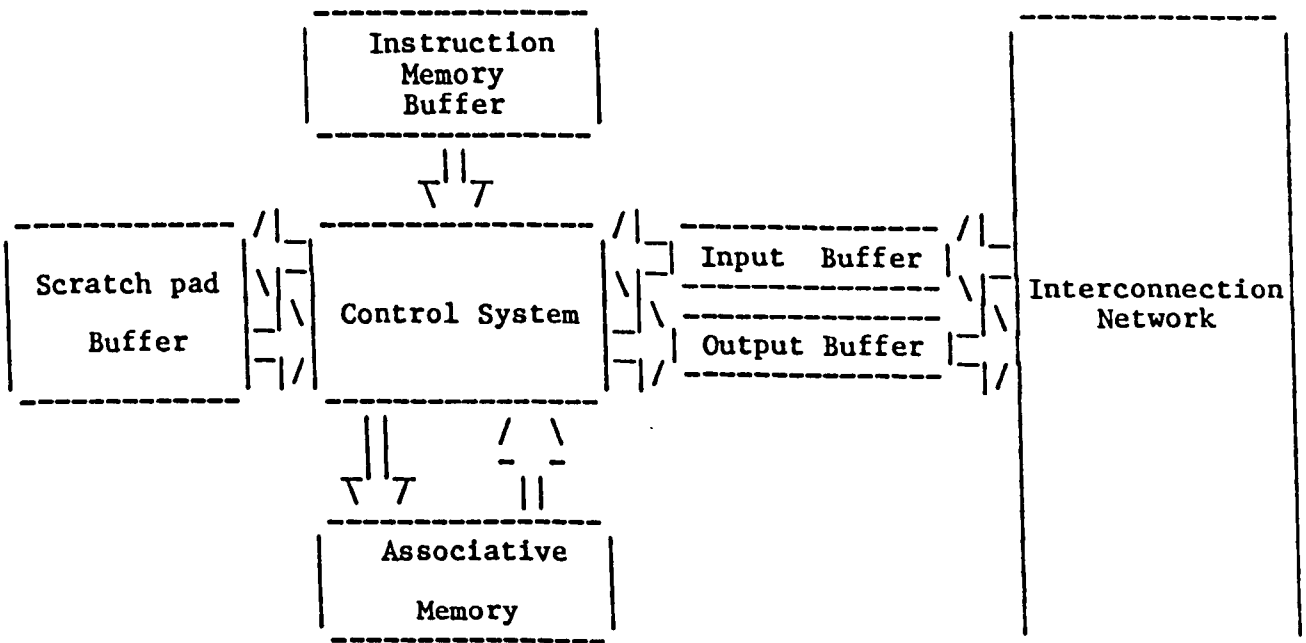 Instruction
Memory
Buffer
Scratch pad
Buffer
Control System
Input Buffer
Output Buffer
Interconnection
Network
Associative
Memory